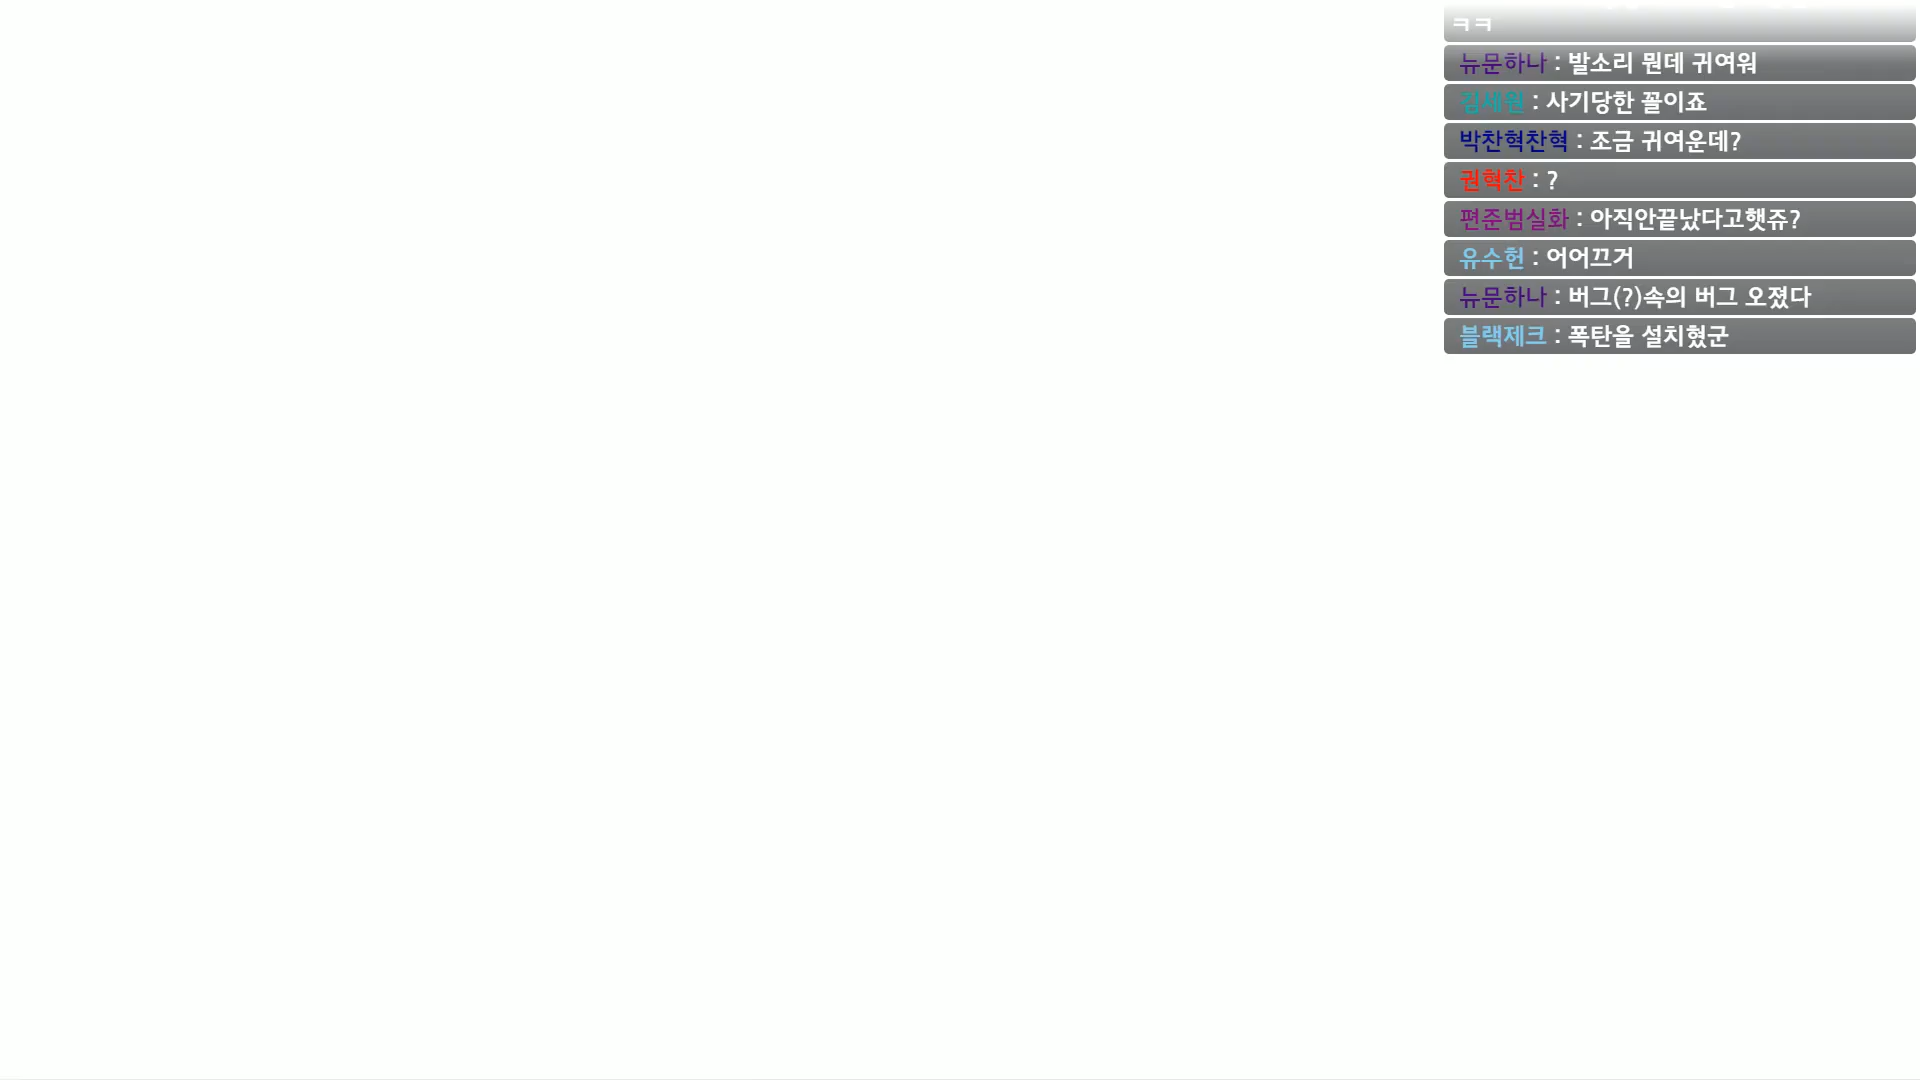 ㅋㅋ
뉴문하나 : 발소리 뭔데 귀여워
김세원 : 사기당한 꼴이죠
박찬혁찬혁 : 조금 귀여운데?
권혁찬 : ?
편준범실화 : 아직안끝났다고햇쥬?
유수헌 : 어어끄거
뉴문하나 : 버그(?)속의 버그 오졌다
블랙제크 : 폭탄을 설치혔군